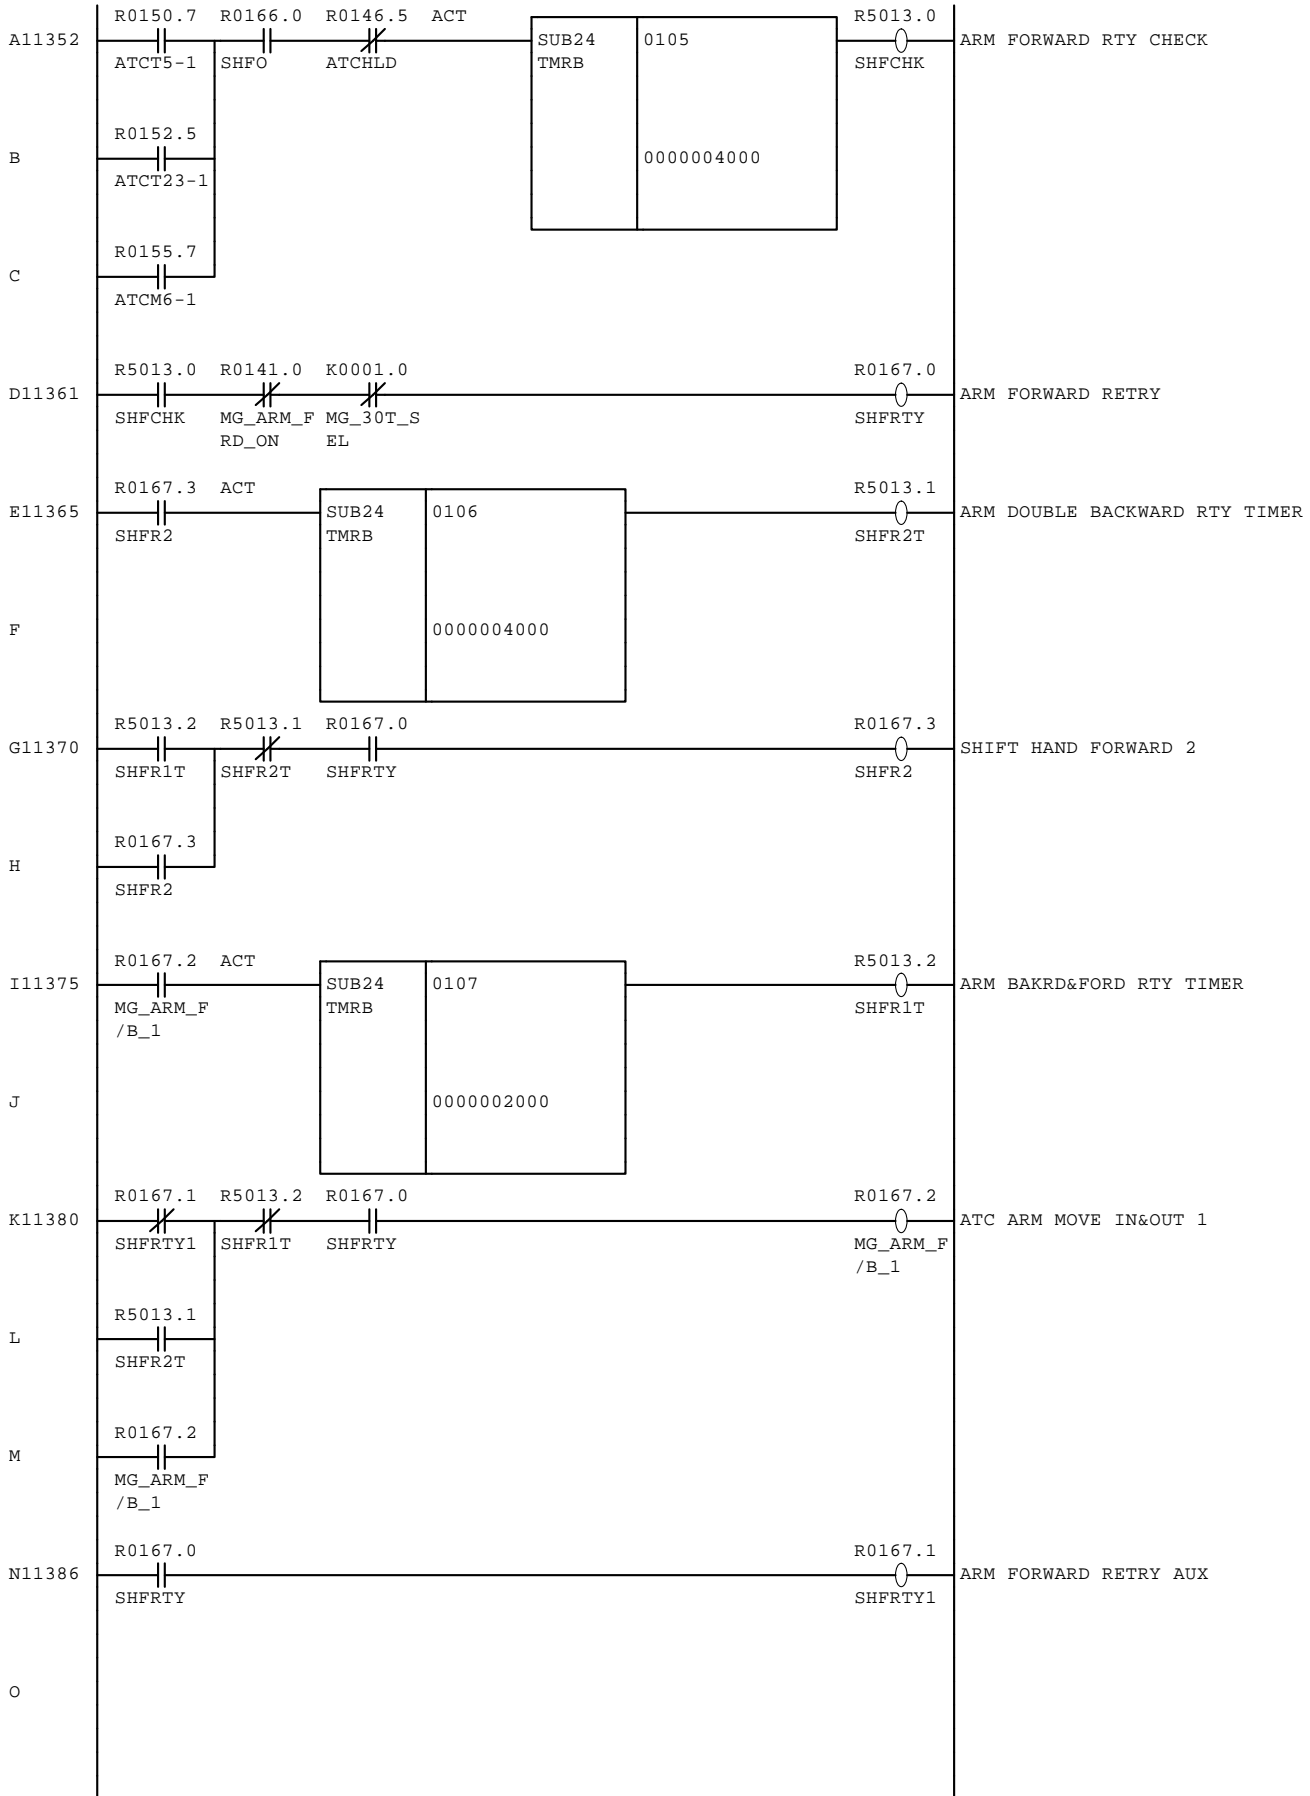 R0150.7 R0166.0 R0146.5 ACT R5013.0
A11352 SUB24 0105 ARM FORWARD RTY CHECK
ATCT5-1 SHFO ATCHLD TMRB SHFCHK
R0152.5
B 0000004000
ATCT23-1
R0155.7
C
ATCM6-1
R5013.0 R0141.0 K0001.0 R0167.0
D11361 ARM FORWARD RETRY
SHFCHK MG_ARM_F MG_30T_S SHFRTY
RD_ON EL
R0167.3 ACT R5013.1
E11365 SUB24 0106 ARM DOUBLE BACKWARD RTY TIMER
SHFR2 TMRB SHFR2T
F 0000004000
R5013.2 R5013.1 R0167.0 R0167.3
G11370 SHIFT HAND FORWARD 2
SHFR1T SHFR2T SHFRTY SHFR2
R0167.3
H
SHFR2
R0167.2 ACT R5013.2
I11375 SUB24 0107 ARM BAKRD&FORD RTY TIMER
MG_ARM_F TMRB SHFR1T
/B_1
J 0000002000
R0167.1 R5013.2 R0167.0 R0167.2
K11380 ATC ARM MOVE IN&OUT 1
SHFRTY1 SHFR1T SHFRTY MG_ARM_F
/B_1
R5013.1
L
SHFR2T
R0167.2
M
MG_ARM_F
/B_1
R0167.0 R0167.1
N11386 ARM FORWARD RETRY AUX
SHFRTY SHFRTY1
O